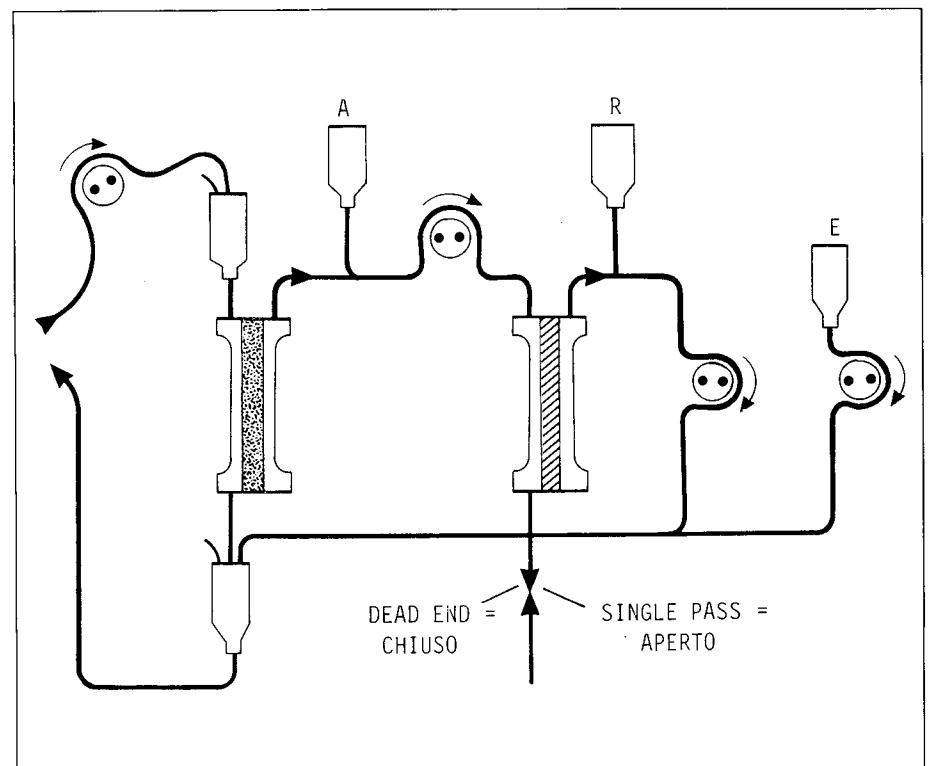 A
R
E
DEAD END =
CHIUSO
SINGLE PASS =
APERTO